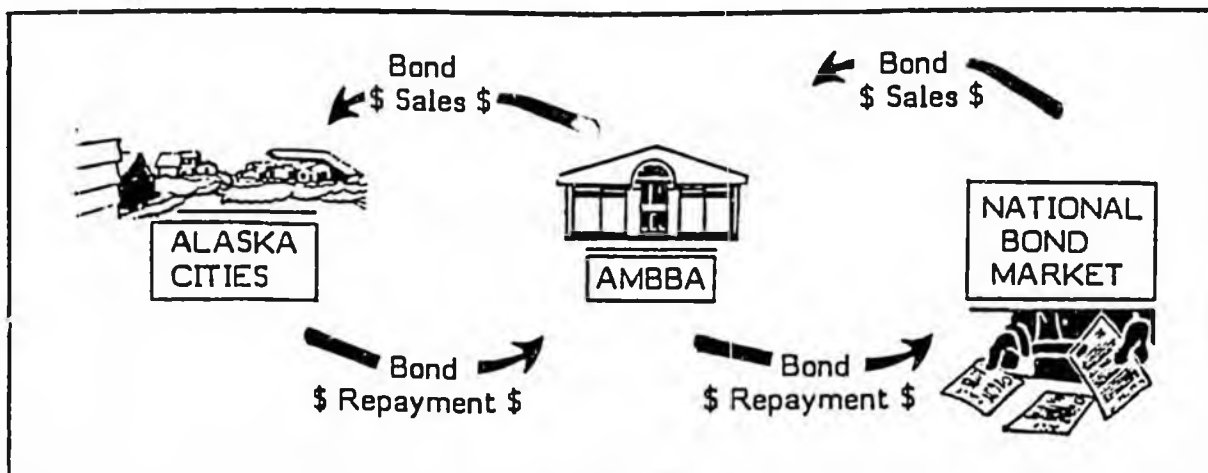 Bond
$ Sales $
Bond
$ Sales $
ALASKA
CITIES
AMBBA
NATIONAL
BOND
MARKET
Bond
$ Repayment $
Bond
$ Repayment $